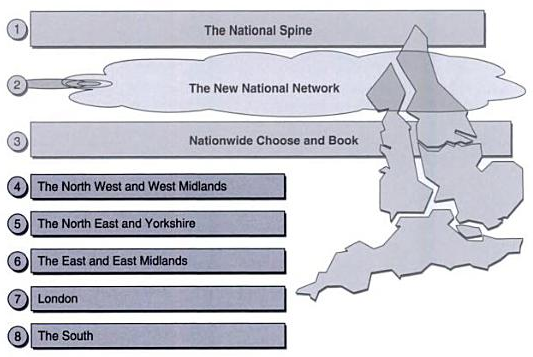 1 The National Spine
2 The New National Network
3 Nationwide Choose and Book
4 The North West and West Midlands
5 The North East and Yorkshire
6 The East and East Midlands
7 London
8 The South